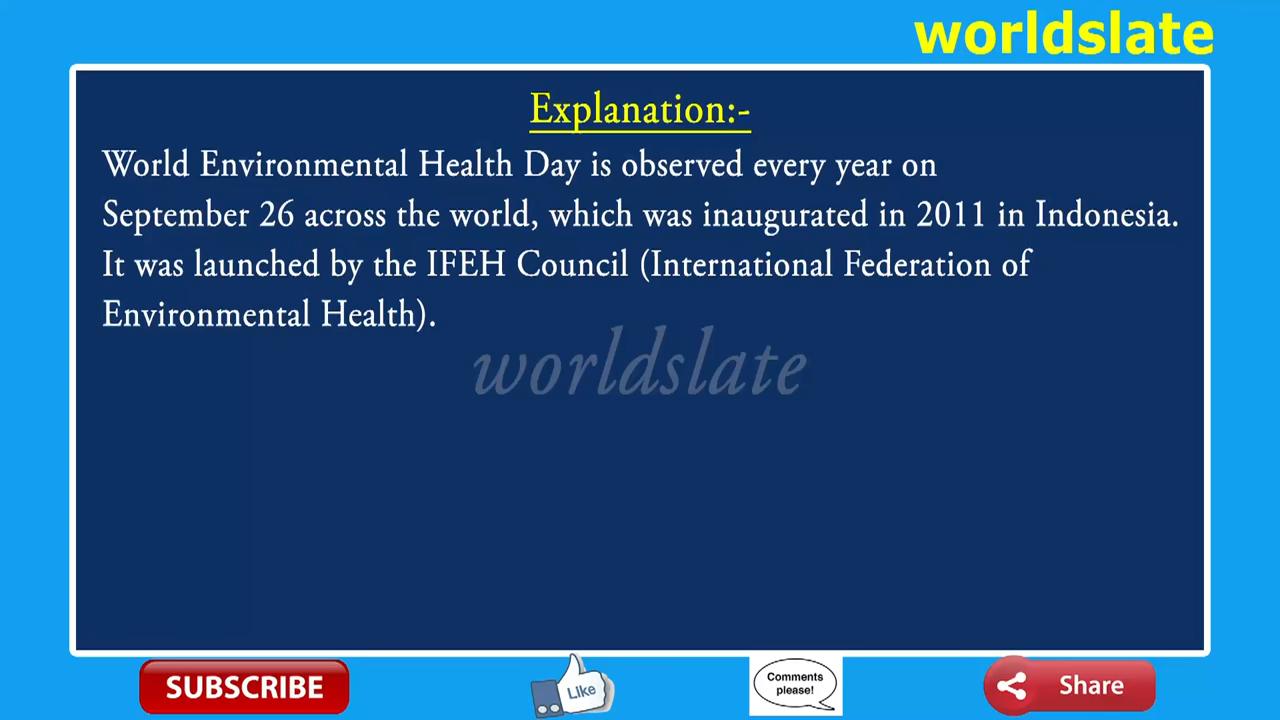 worldslate
Explanation:-
World Environmental Health Day is observed every year on
September 26 across the world, which was inaugurated in 2011 in Indonesia.
It was launched by the IFEH Council (International Federation of
Environmental Health).
worldslate
SUBSCRIBE
Like
Comments
please!
Share